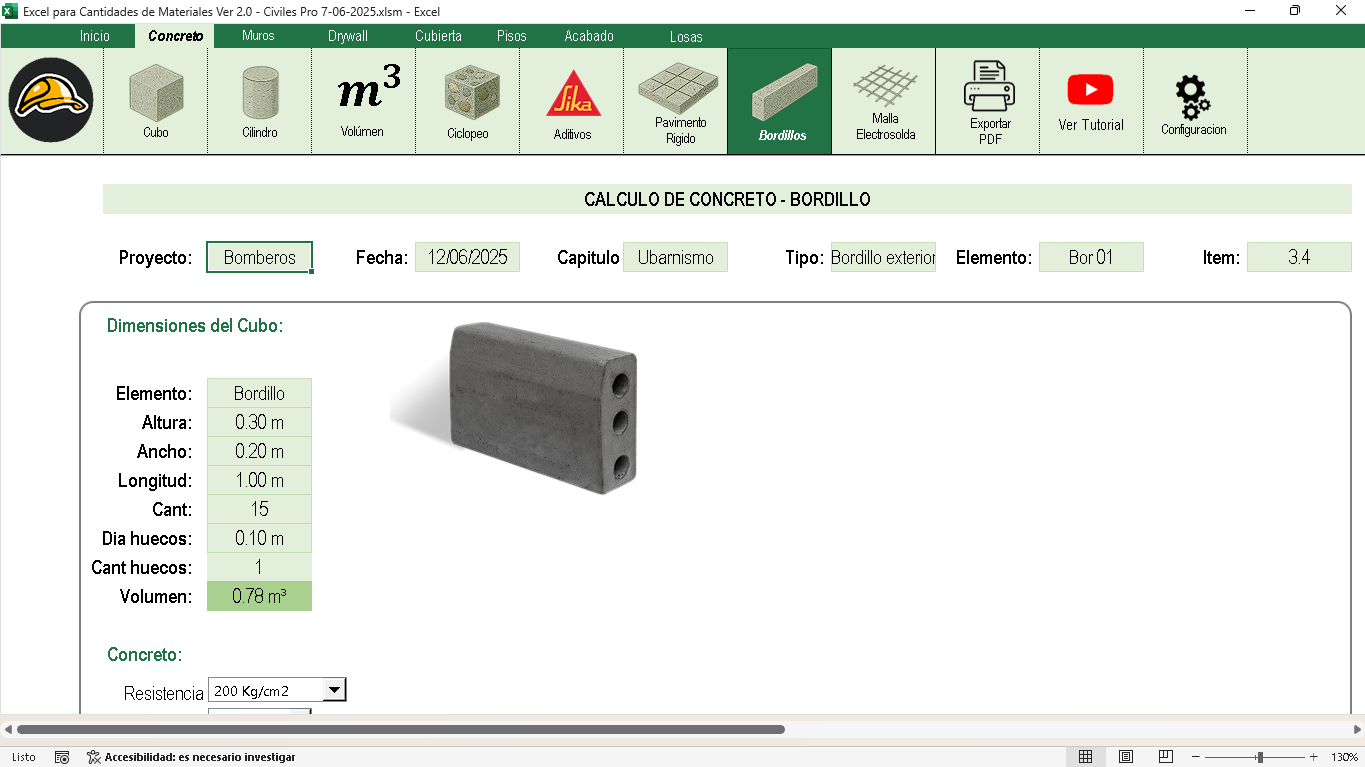 Excel para Cantidades de Materiales Ver 2.0 - Civiles Pro 7-06-2025.xlsm - Excel
Inicio Concreto Muros Drywall Cubierta Pisos Acabado Losas
m³
Sika
Cubo Cilindro Volúmen Ciclopeo Aditivos Pavimento Rigido Bordillos Malla Electrosolda Exportar PDF Ver Tutorial Configuracion
CALCULO DE CONCRETO - BORDILLO
Proyecto: Bomberos Fecha: 12/06/2025 Capitulo Ubarnismo Tipo: Bordillo exterior Elemento: Bor 01 Item: 3.4
Dimensiones del Cubo:
Elemento: Bordillo
Altura: 0.30 m
Ancho: 0.20 m
Longitud: 1.00 m
Cant: 15
Dia huecos: 0.10 m
Cant huecos: 1
Volumen: 0.78 m³
Concreto:
Resistencia 200 Kg/cm2
Listo Accesibilidad: es necesario investigar 130%